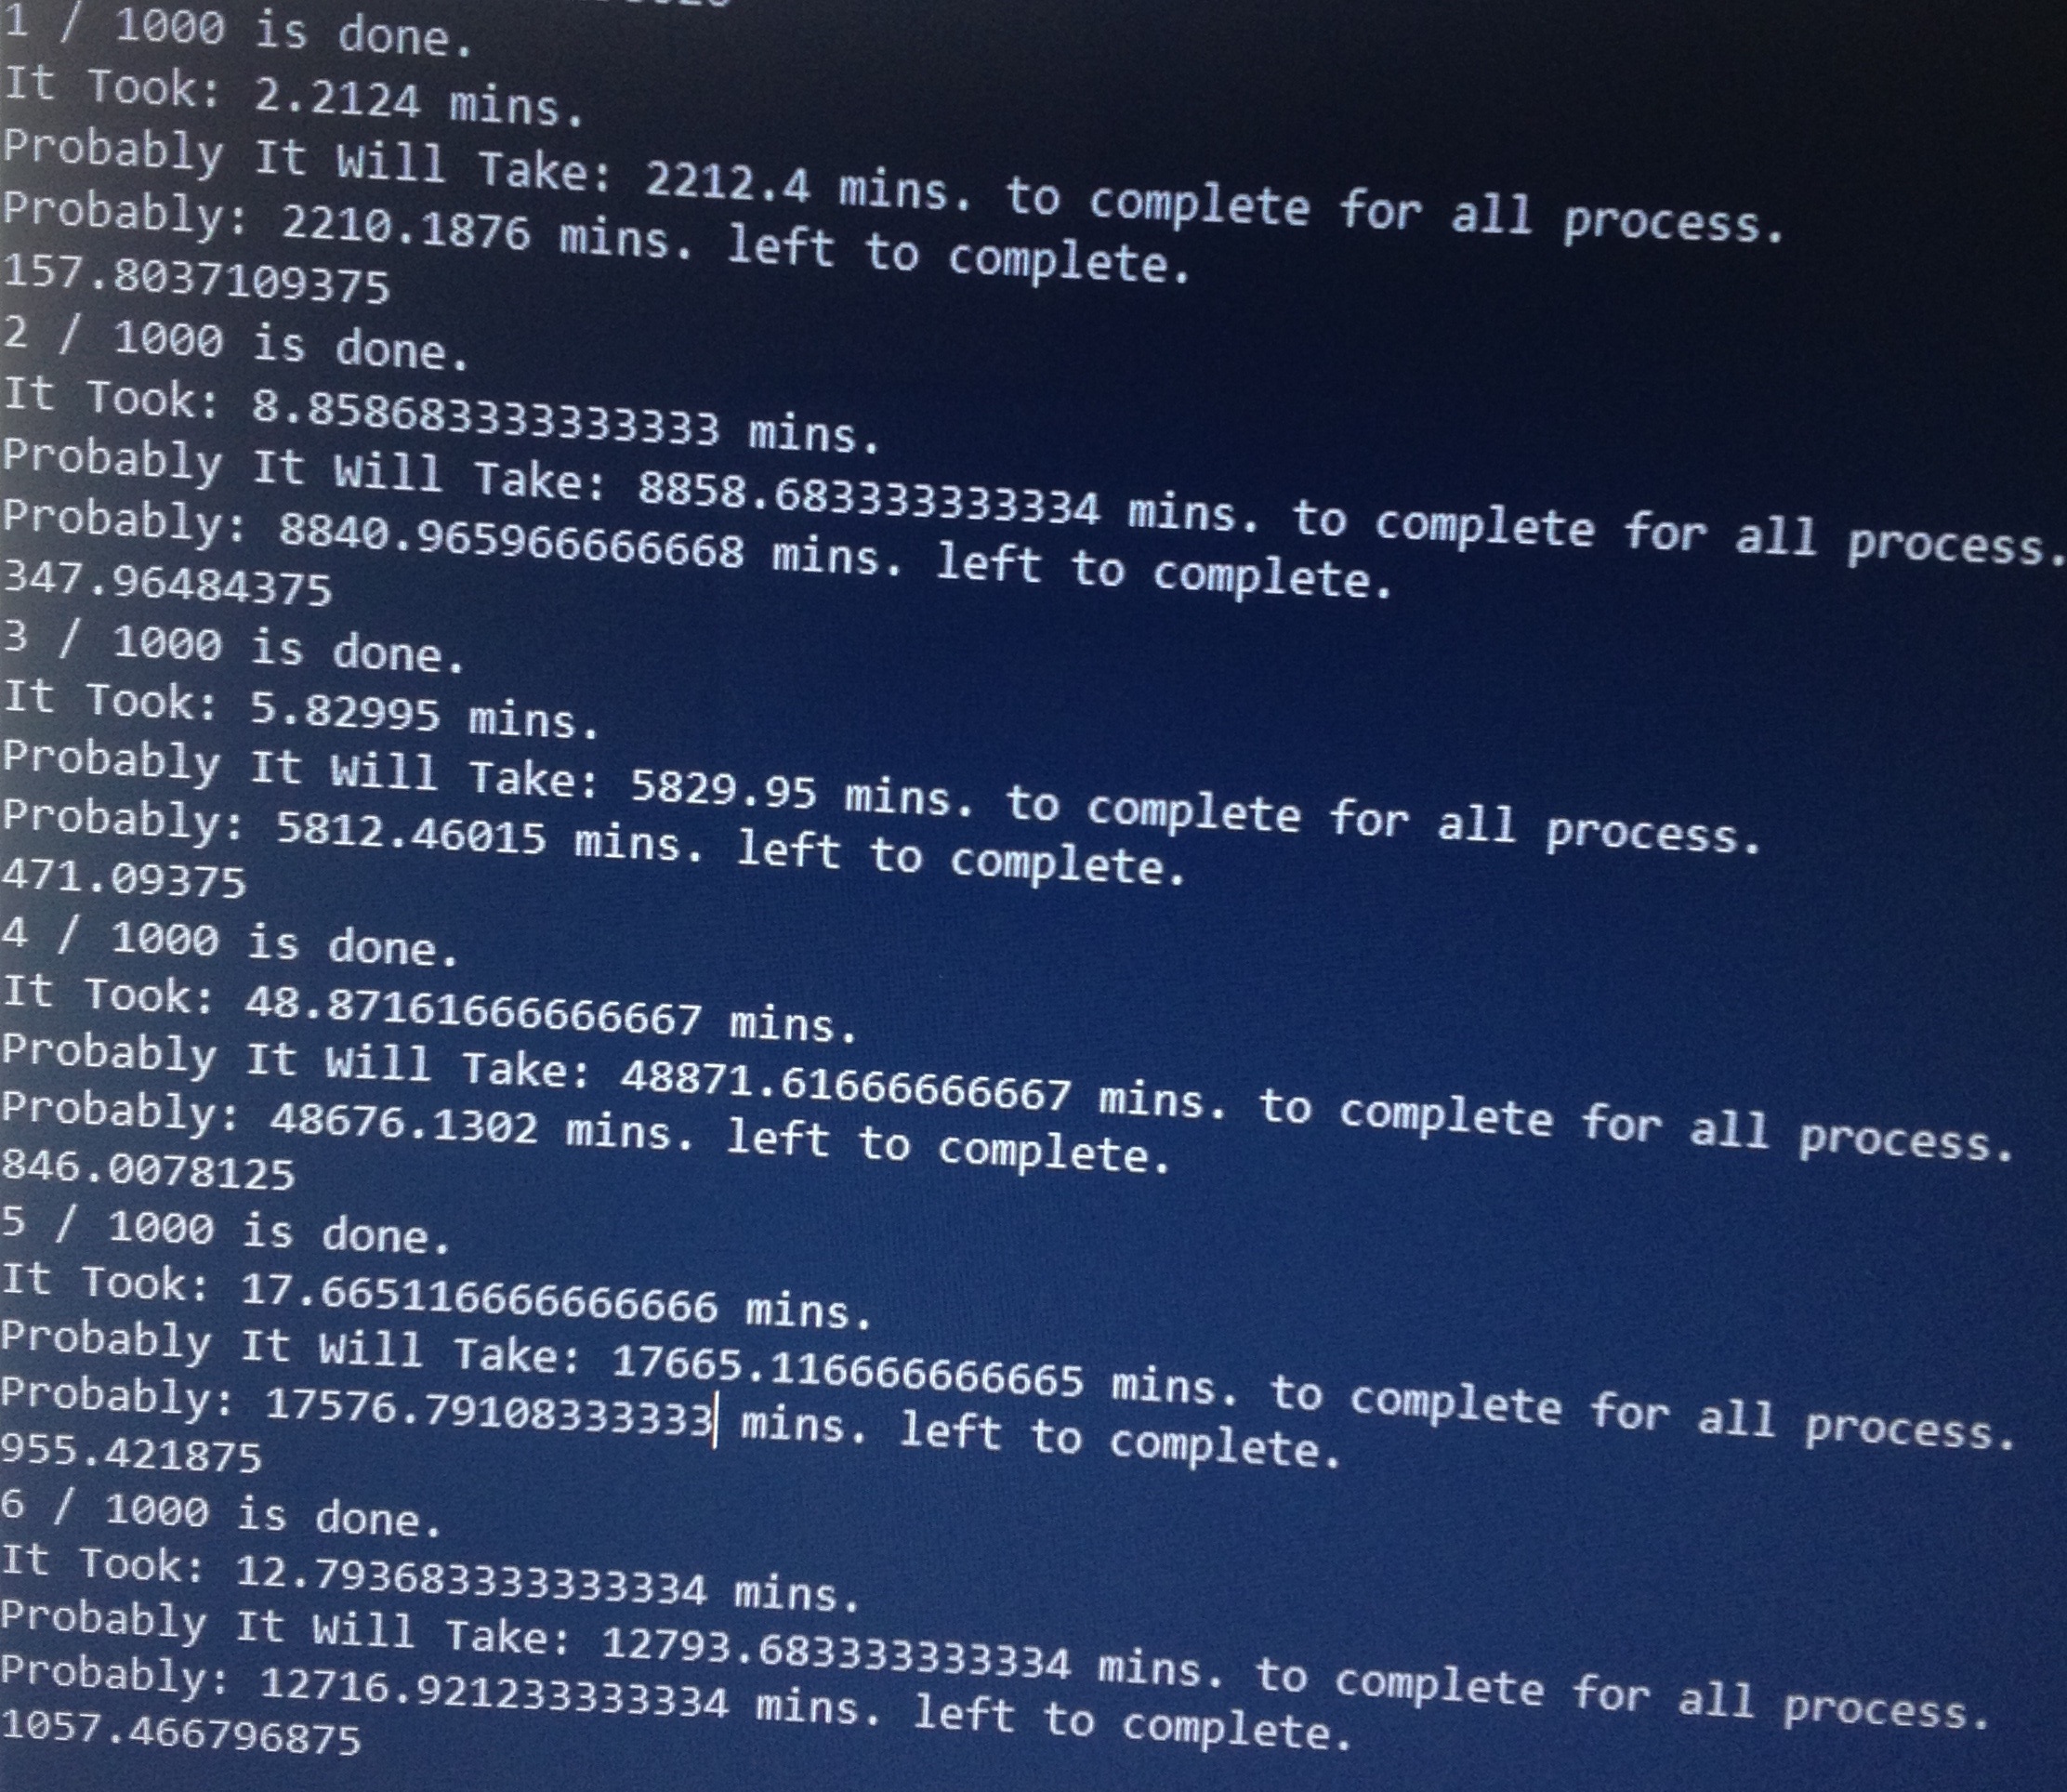 1 / 1000 is done.
It Took: 2.2124 mins.
Probably It Will Take: 2212.4 mins. to complete for all process.
Probably: 2210.1876 mins. left to complete.
157.8037109375
2 / 1000 is done.
It Took: 8.858683333333333 mins.
Probably It Will Take: 8858.683333333334 mins. to complete for all process.
Probably: 8840.965966666668 mins. left to complete.
347.96484375
3 / 1000 is done.
It Took: 5.82995 mins.
Probably It Will Take: 5829.95 mins. to complete for all process.
Probably: 5812.46015 mins. left to complete.
471.09375
4 / 1000 is done.
It Took: 48.87161666666667 mins.
Probably It Will Take: 48871.61666666667 mins. to complete for all process.
Probably: 48676.1302 mins. left to complete.
846.0078125
5 / 1000 is done.
It Took: 17.665116666666666 mins.
Probably It Will Take: 17665.116666666665 mins. to complete for all process.
Probably: 17576.79108333333 mins. left to complete.
955.421875
6 / 1000 is done.
It Took: 12.793683333333334 mins.
Probably It Will Take: 12793.683333333334 mins. to complete for all process.
Probably: 12716.921233333334 mins. left to complete.
1057.466796875